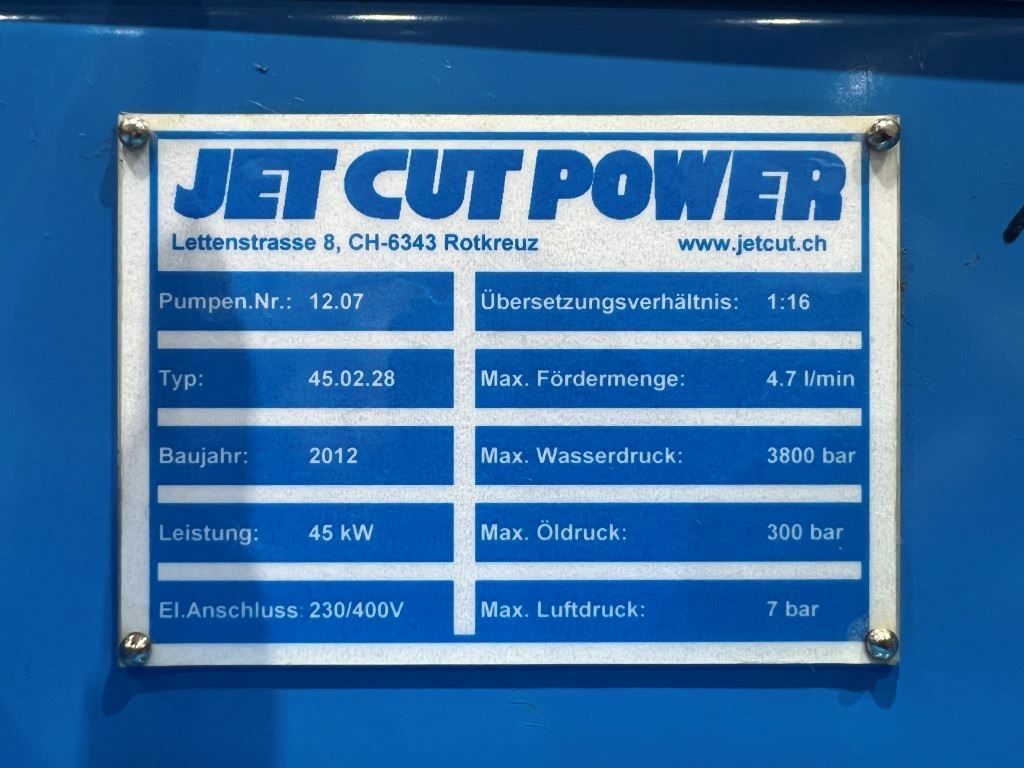 JET CUT POWER
Lettenstrasse 8, CH-6343 Rotkreuz www.jetcut.ch
Pumpen.Nr.: 12.07 Übersetzungsverhältnis: 1:16
Typ: 45.02.28 Max. Fördermenge: 4.7 l/min
Baujahr: 2012 Max. Wasserdruck: 3800 bar
Leistung: 45 kW Max. Öldruck: 300 bar
El.Anschluss: 230/400V Max. Luftdruck: 7 bar